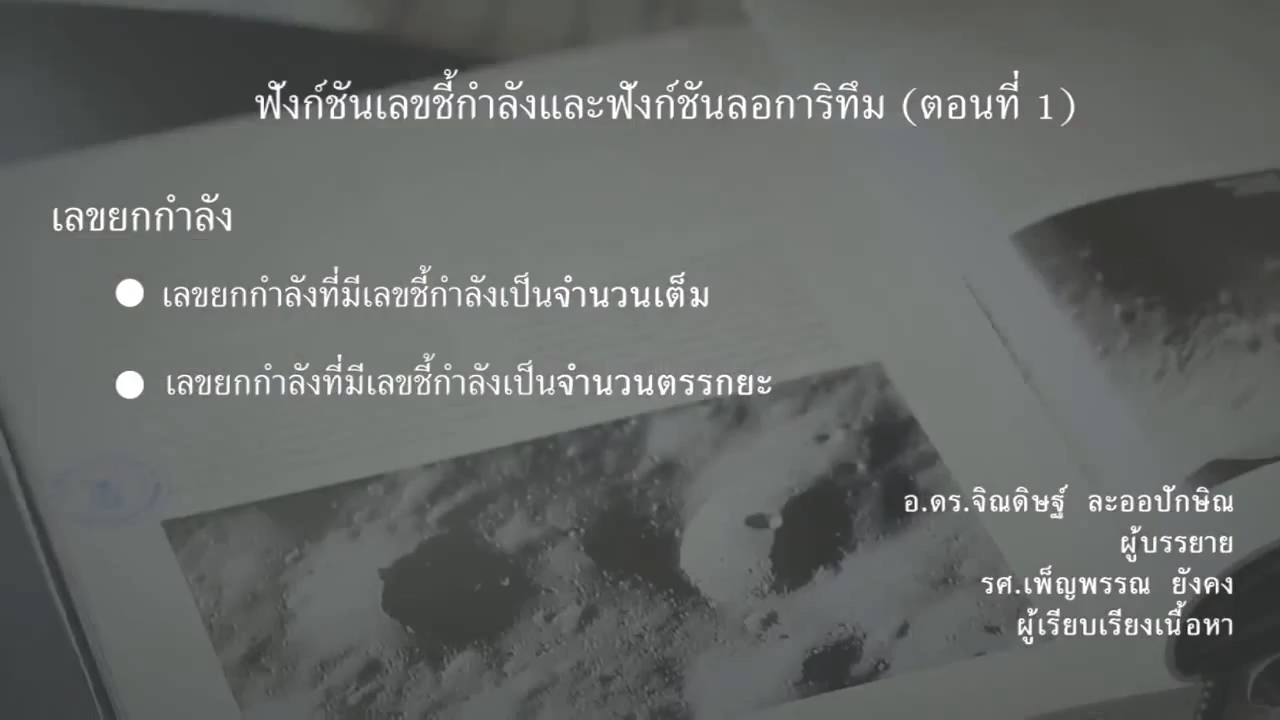 ฟังก์ชันเลขชี้กำลังและฟังก์ชันลอการิทึม (ตอนที่ 1)
เลขยกกำลัง
● เลขยกกำลังที่มีเลขชี้กำลังเป็นจำนวนเต็ม
● เลขยกกำลังที่มีเลขชี้กำลังเป็นจำนวนตรรกยะ
อ.ดร.จิณดิษฐ์ ละออปักษิณ
ผู้บรรยาย
รศ.เพ็ญพรรณ ยังคง
ผู้เรียบเรียงเนื้อหา